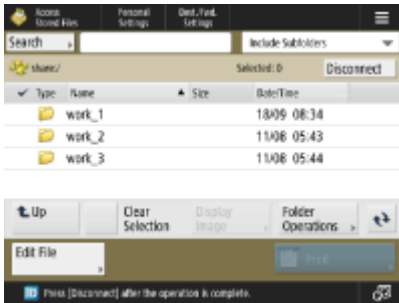 Access Stored Files
Personal Settings
Dest./Fwd. Settings
Search
Include Subfolders
share:/
Selected: 0
Disconnect
Type Name Size Date/Time
work_1 18/09 08:34
work_2 11/08 05:43
work_3 11/08 05:44
Up
Clear Selection
Display Image
Folder Operations
Edit File
Print
Press [Disconnect] after the operation is complete.